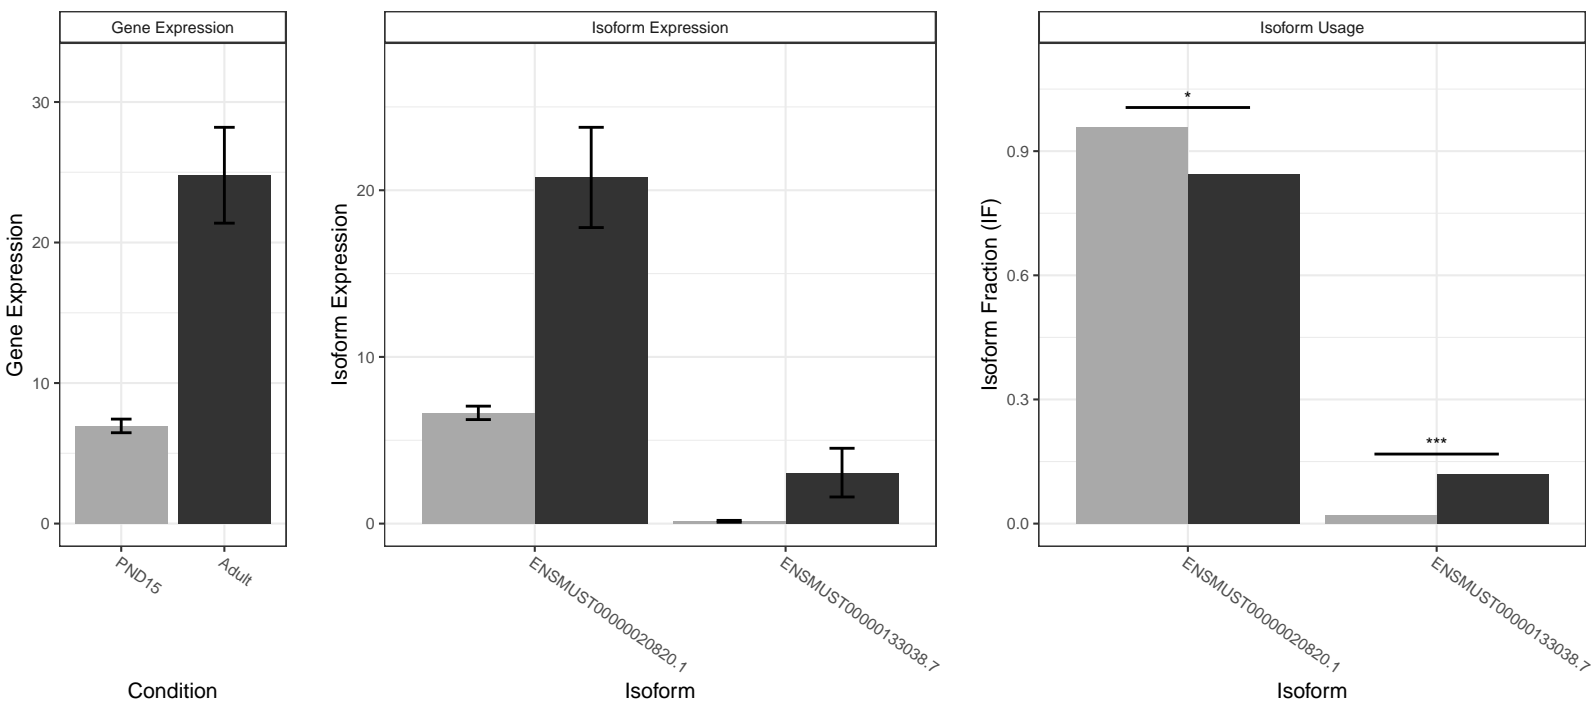 Gene Expression
Isoform Expression
Isoform Usage
Gene Expression
30
20
10
0
PND15
Adult
Condition
Isoform Expression
20
10
0
ENSMUST00000020820.1
ENSMUST00000133038.7
Isoform
Isoform Fraction (IF)
0.9
0.6
0.3
0.0
*
***
ENSMUST00000020820.1
ENSMUST00000133038.7
Isoform